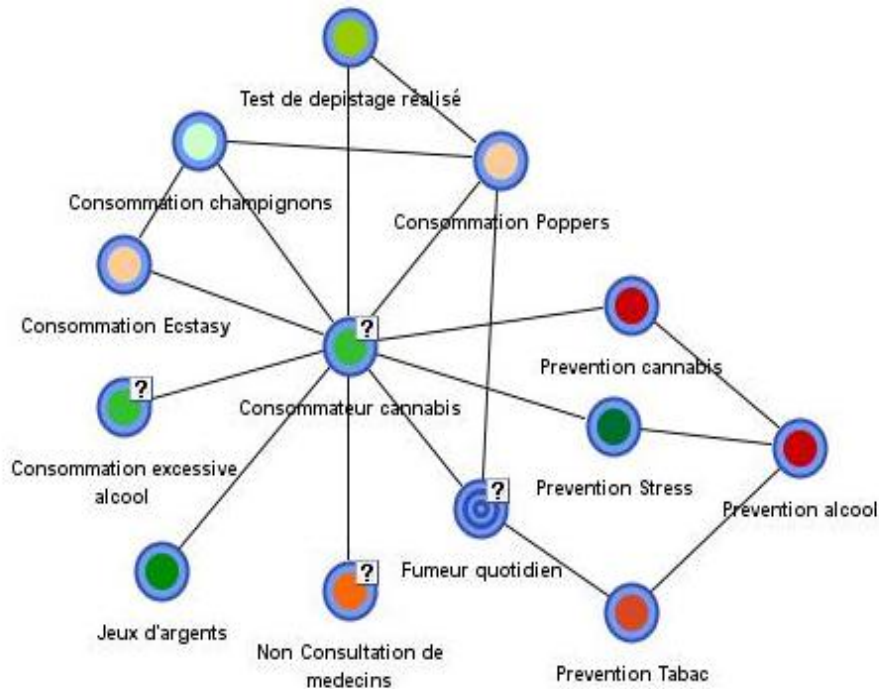 Test de depistage réalisé
Consommation champignons
Consommation Poppers
Consommation Ecstasy
?
Prevention cannabis
?
Consommateur cannabis
Consommation excessive
alcool
?
Prevention Stress
Prevention alcool
?
Fumeur quotidien
Jeux d'argents
Non Consultation de
medecins
Prevention Tabac